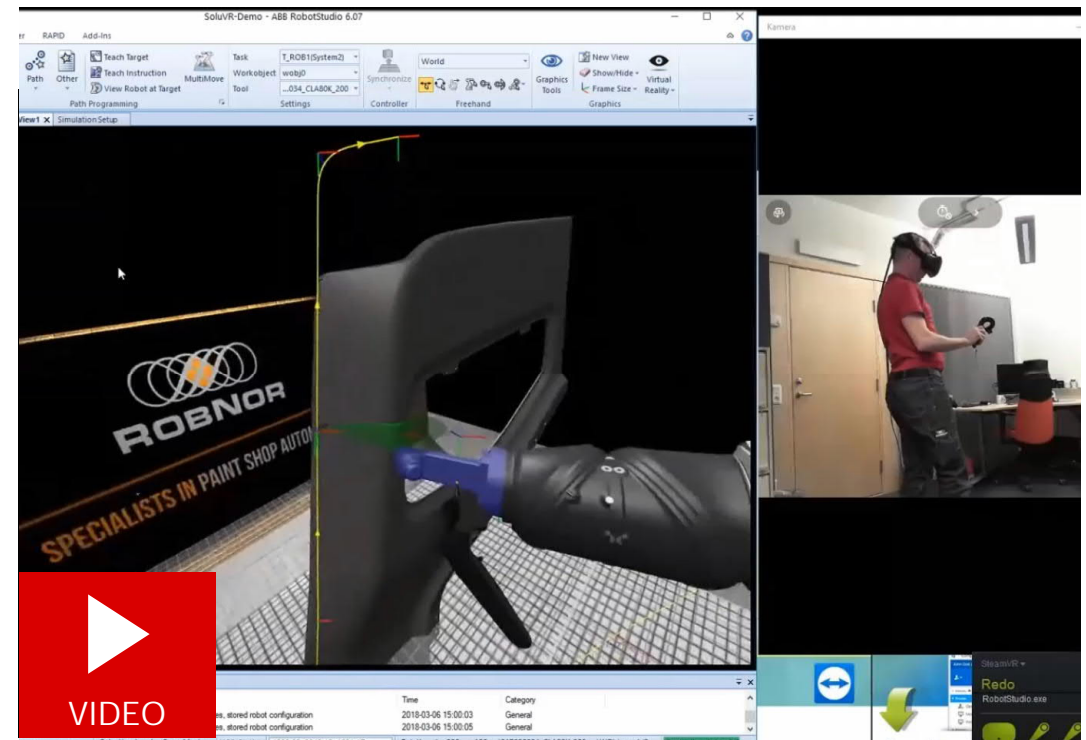 SoluVR-Demo - ABB RobotStudio 6.07
RAPID Add-Ins
Path
Other
Teach Target
Teach Instruction
View Robot at Target
Path Programming
MultiMove
Task T_ROB1(System2)
Workobject wobj0
Tool ...034_CLA80K_200
Settings
Synchronize
Controller
World
Freehand
Graphics
Tools
New View
Show/Hide
Frame Size
Graphics
Virtual
Reality
View1 X Simulation Setup
ROBNOR
SPECIALISTS IN PAINT SHOP AUTO
VIDEO
Time Category
es, stored robot configuration 2018-03-06 15:00:03 General
es, stored robot configuration 2018-03-06 15:00:05 General
Kamera
SteamVR
Redo
RobotStudio.exe